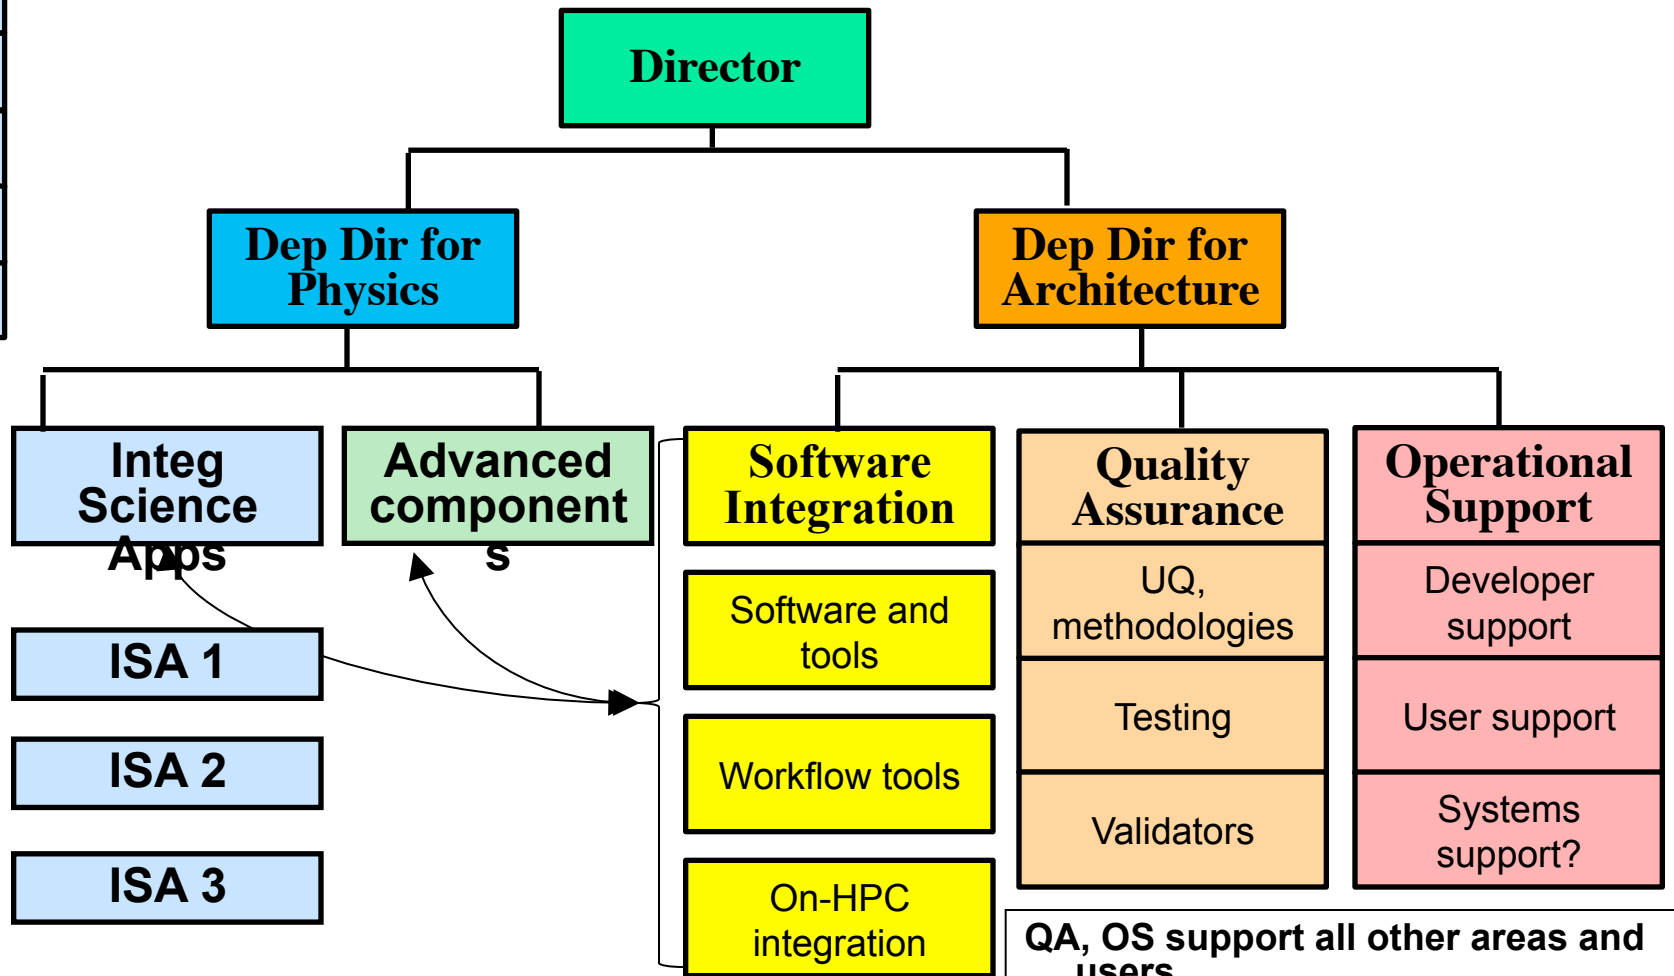 Director
Dep Dir for
Physics
Dep Dir for
Architecture
Integ
Science
Apps
Advanced
component
s
Software
Integration
Quality
Assurance
Operational
Support
ISA 1
ISA 2
ISA 3
Software and
tools
Workflow tools
On-HPC
integration
UQ,
methodologies
Testing
Validators
Developer
support
User support
Systems
support?
QA, OS support all other areas and
users